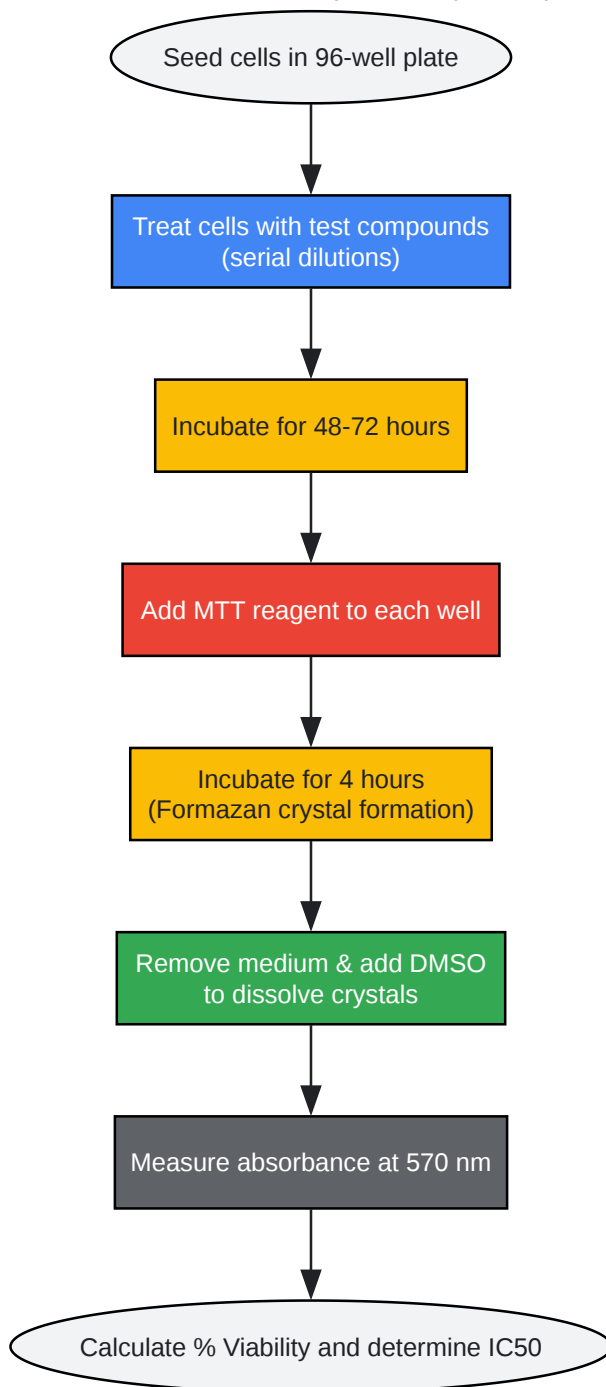 Seed cells in 96-well plate
Treat cells with test compounds
(serial dilutions)
Incubate for 48-72 hours
Add MTT reagent to each well
Incubate for 4 hours
(Formazan crystal formation)
Remove medium & add DMSO
to dissolve crystals
Measure absorbance at 570 nm
Calculate % Viability and determine IC50